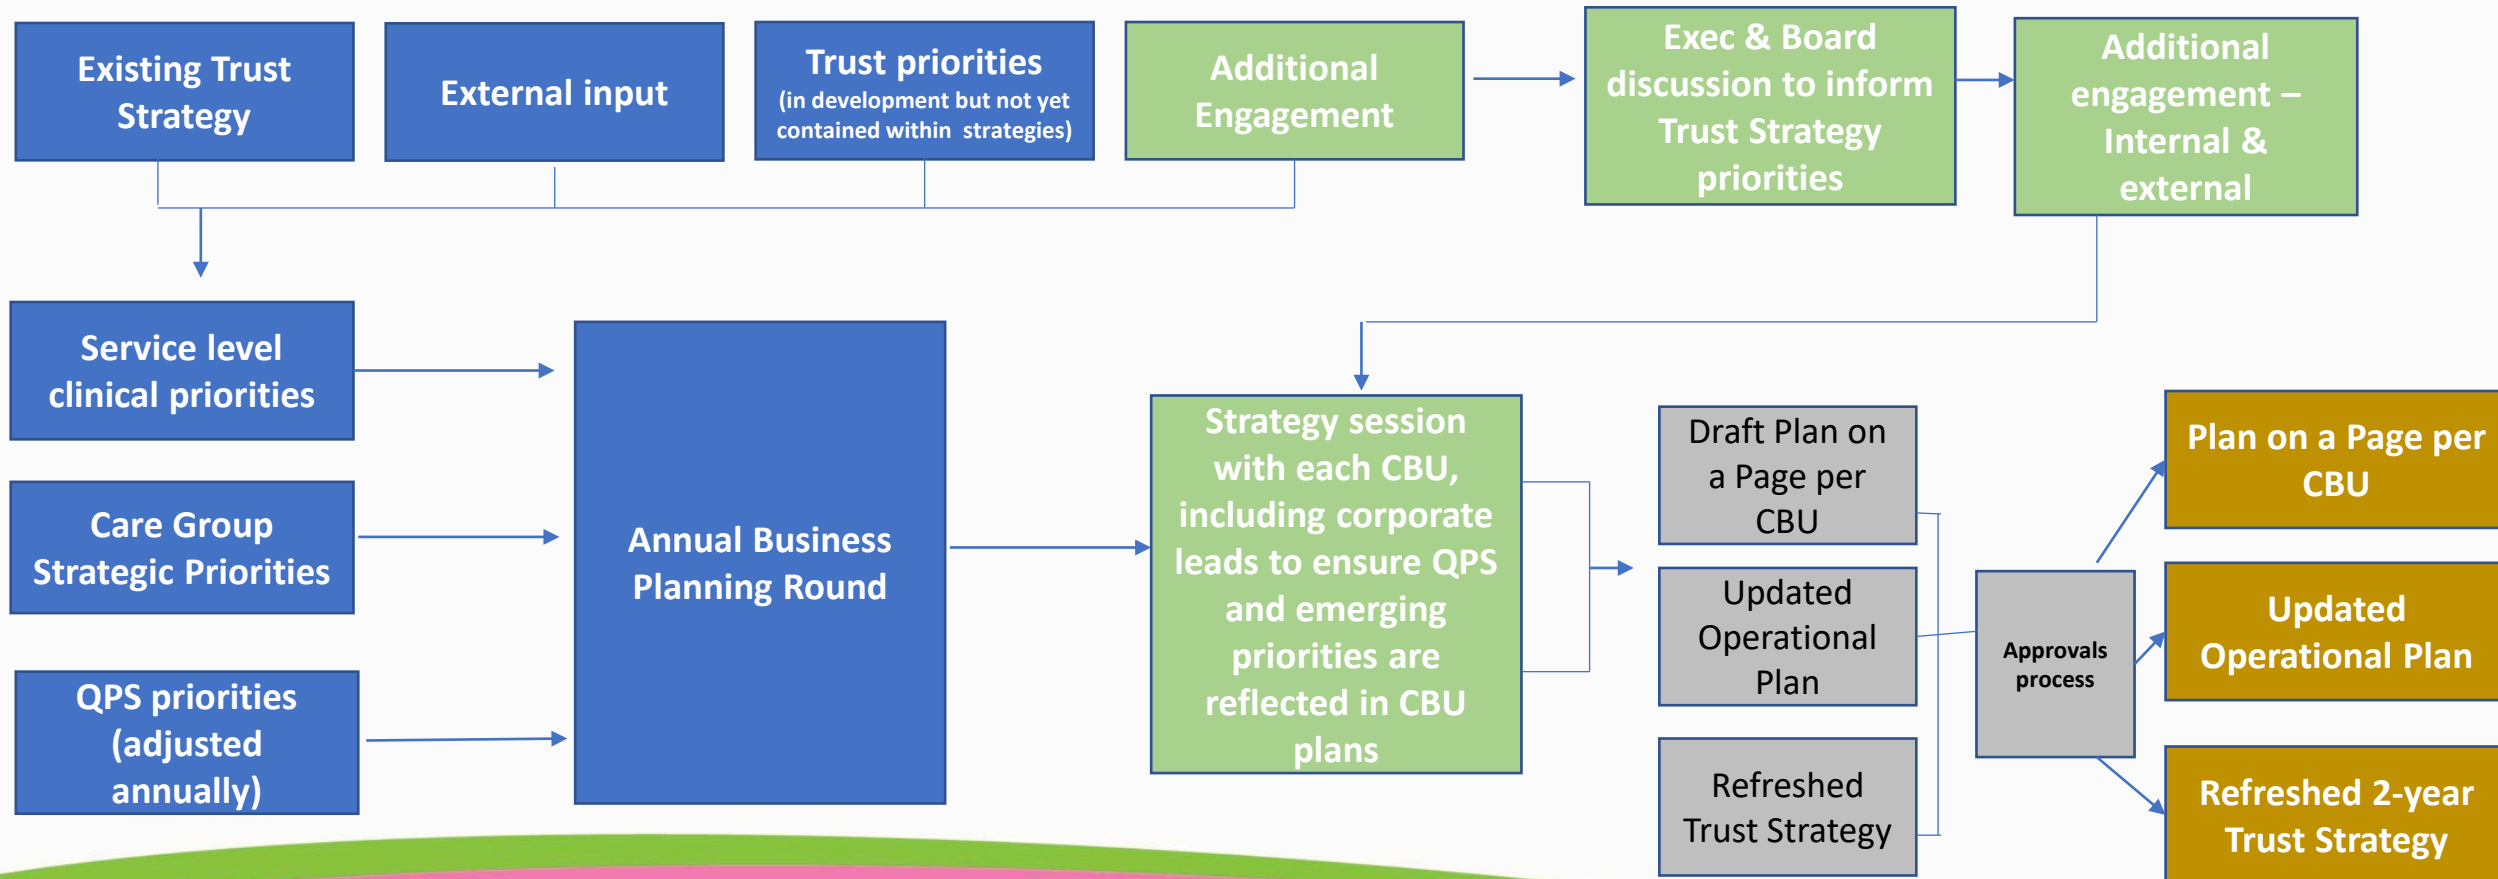 Existing Trust
Strategy
External input
Trust priorities
(in development but not yet
contained within strategies)
Additional
Engagement
Exec & Board
discussion to inform
Trust Strategy
priorities
Additional
engagement –
Internal &
external
Service level
clinical priorities
Care Group
Strategic Priorities
QPS priorities
(adjusted
annually)
Annual Business
Planning Round
Strategy session
with each CBU,
including corporate
leads to ensure QPS
and emerging
priorities are
reflected in CBU
plans
Draft Plan on
a Page per
CBU
Updated
Operational
Plan
Refreshed
Trust Strategy
Approvals
process
Plan on a Page per
CBU
Updated
Operational Plan
Refreshed 2-year
Trust Strategy